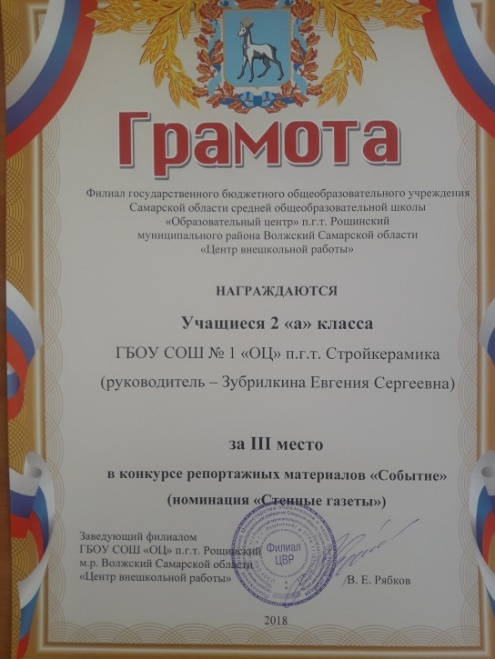 Грамота
Филиал государственного бюджетного общеобразовательного учреждения
Самарской области средней общеобразовательной школы
«Образовательный центр» п.г.т. Рощинский
муниципального района Волжский Самарской области
«Центр внешкольной работы»
НАГРАЖДАЮТСЯ
Учащиеся 2 «а» класса
ГБОУ СОШ № 1 «ОЦ» п.г.т. Стройкерамика
(руководитель – Зубрилкина Евгения Сергеевна)
за III место
в конкурсе репортажных материалов «Событие»
(номинация «Стенные газеты»)
Заведующий филиалом
ГБОУ СОШ «ОЦ» п.г.т. Рощинский
м.р. Волжский Самарской области
«Центр внешкольной работы»
Филиал
ЦВР
В. Е. Рябков
2018